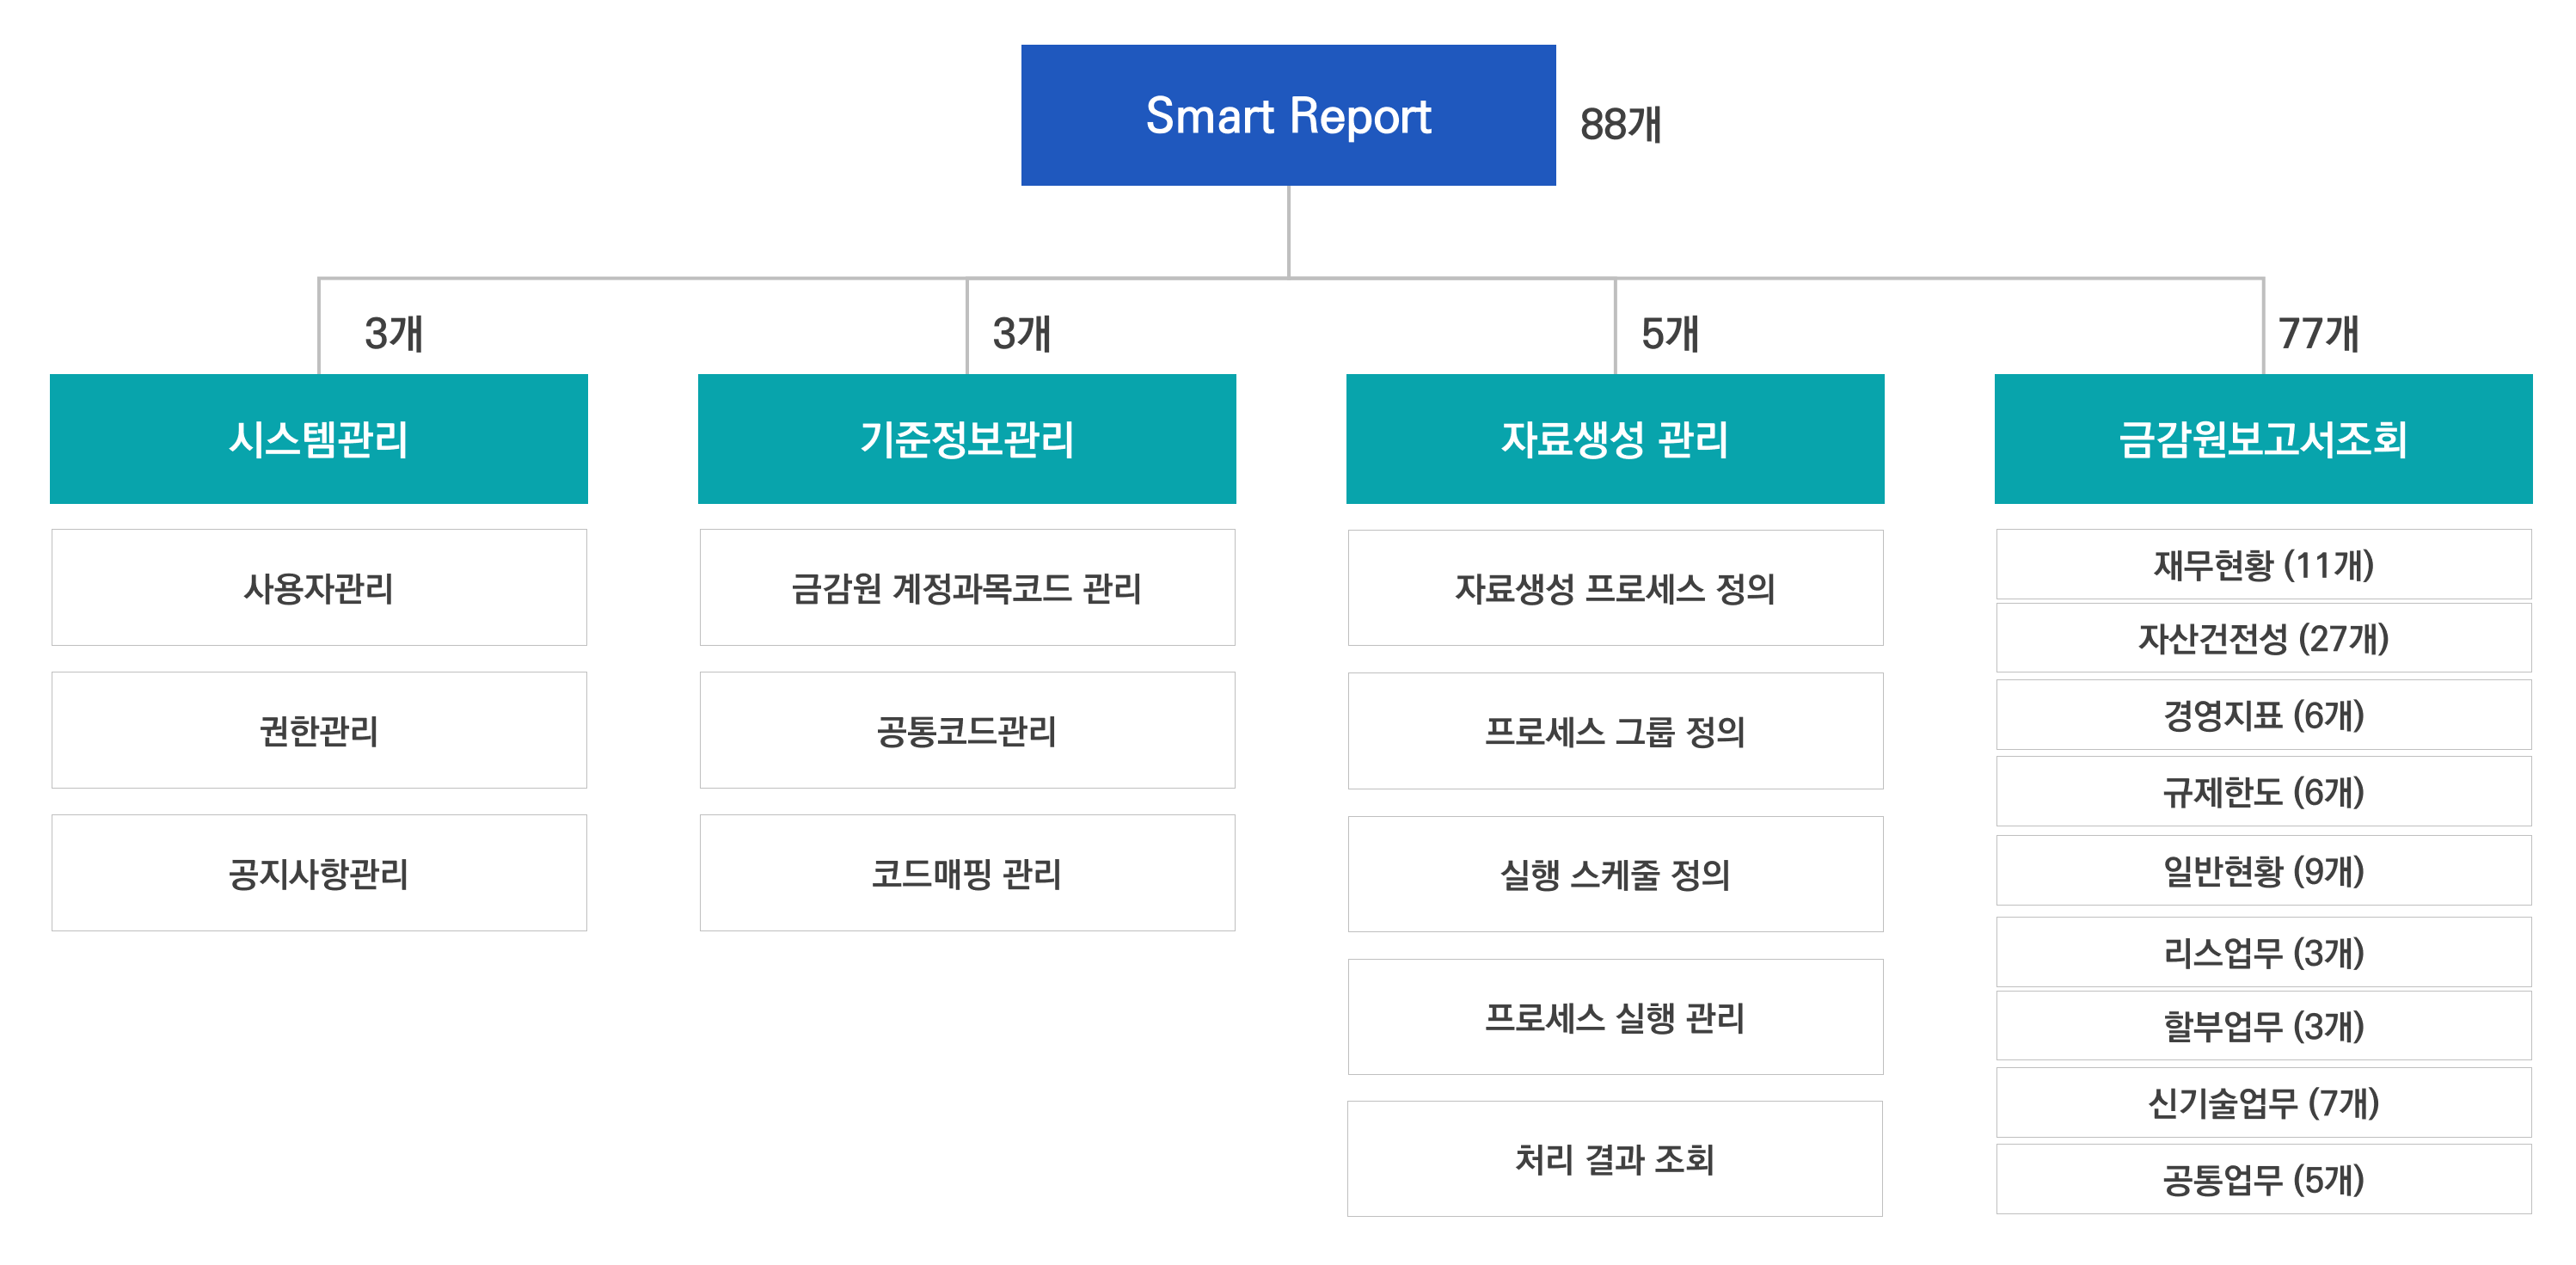 Smart Report
88개
3개
3개
5개
77개
시스템관리
기준정보관리
자료생성 관리
금감원보고서조회
사용자관리
권한관리
공지사항관리
금감원 계정과목코드 관리
공통코드관리
코드매핑 관리
자료생성 프로세스 정의
프로세스 그룹 정의
실행 스케줄 정의
프로세스 실행 관리
처리 결과 조회
재무현황 (11개)
자산건전성 (27개)
경영지표 (6개)
규제한도 (6개)
일반현황 (9개)
리스업무 (3개)
할부업무 (3개)
신기술업무 (7개)
공통업무 (5개)